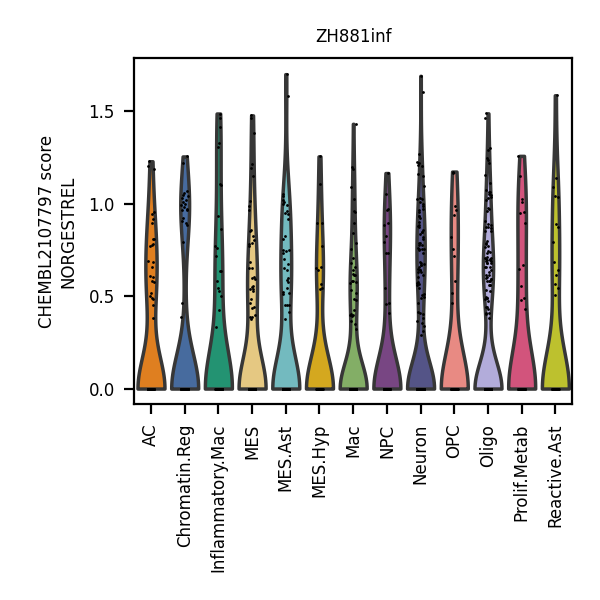 ZH881inf
CHEMBL2107797 score
NORGESTREL
1.5
1.0
0.5
0.0
AC
Chromatin.Reg
Inflammatory.Mac
MES
MES.Ast
MES.Hyp
Mac
NPC
Neuron
OPC
Oligo
Prolif.Metab
Reactive.Ast